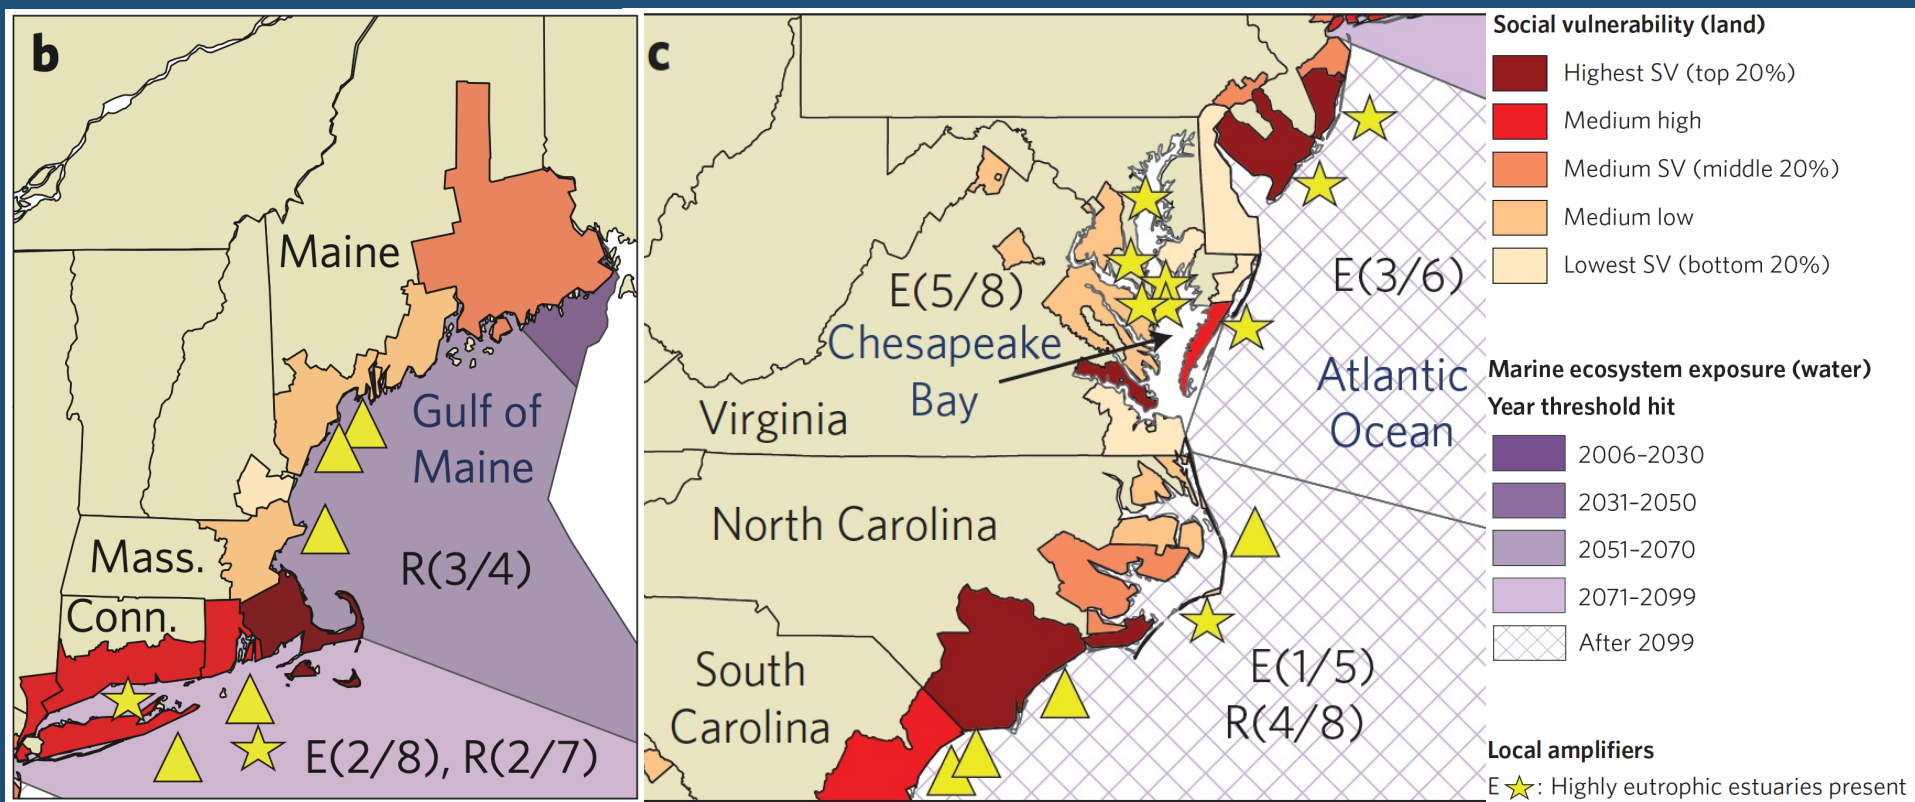 b
Maine
Gulf of
Maine
Mass.
R(3/4)
Conn.
E(2/8), R(2/7)
c
E(5/8)
Chesapeake
Bay
Virginia
E(3/6)
Atlantic
Ocean
North Carolina
South
Carolina
E(1/5)
R(4/8)
Social vulnerability (land)
Highest SV (top 20%)
Medium high
Medium SV (middle 20%)
Medium low
Lowest SV (bottom 20%)
Marine ecosystem exposure (water)
Year threshold hit
2006–2030
2031–2050
2051–2070
2071–2099
After 2099
Local amplifiers
E ★: Highly eutrophic estuaries present